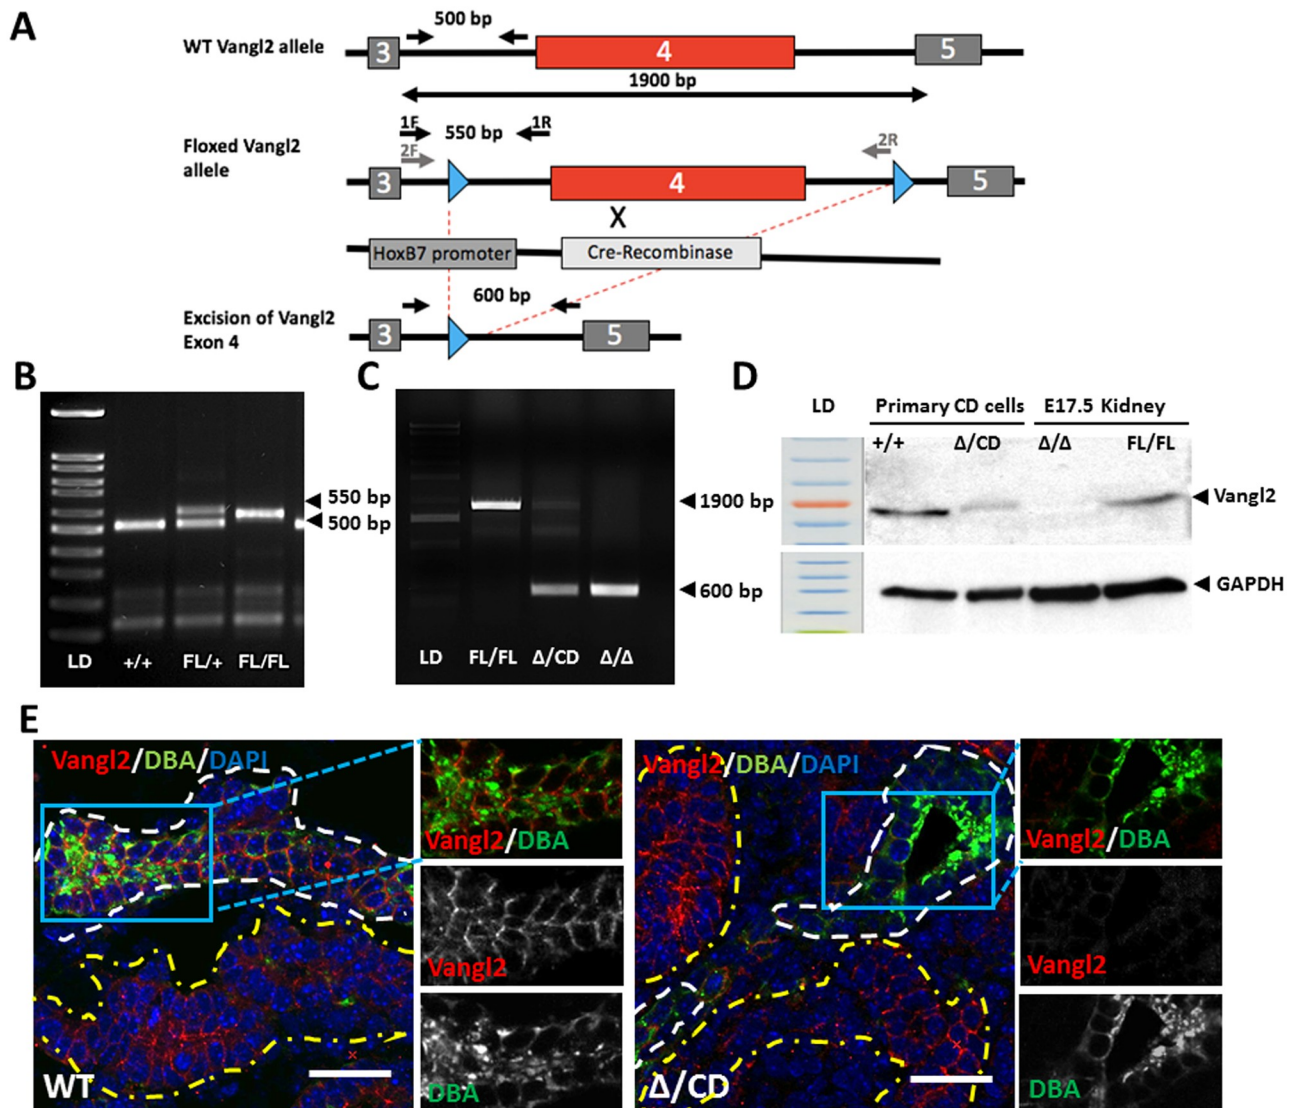 A
500 bp
WT Vangl2 allele
3
4
5
1900 bp
1F
550 bp
1R
Floxed Vangl2
allele
2F
2R
3
4
5
X
HoxB7 promoter
Cre-Recombinase
600 bp
Excision of Vangl2
Exon 4
3
5
B
550 bp
500 bp
LD
+/+
FL/+
FL/FL
C
1900 bp
600 bp
LD
FL/FL
Δ/CD
Δ/Δ
D
LD
Primary CD cells
E17.5 Kidney
+/+
Δ/CD
Δ/Δ
FL/FL
Vangl2
GAPDH
E
Vangl2/DBA/DAPI
WT
Vangl2/DBA
Vangl2
DBA
Vangl2/DBA/DAPI
Δ/CD
Vangl2/DBA
Vangl2
DBA